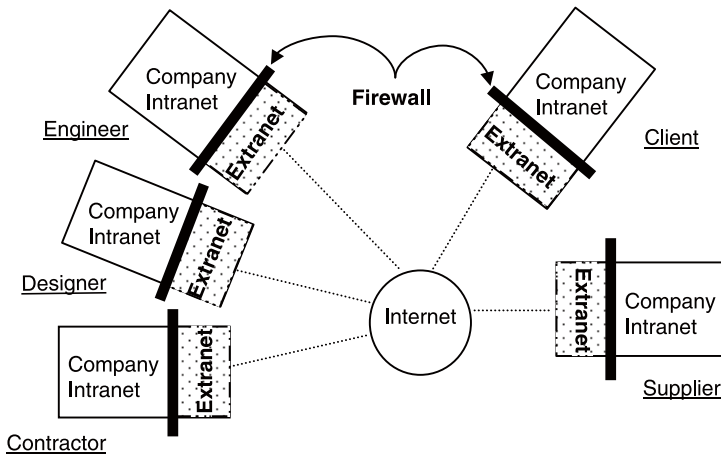 Company
Intranet
Extranet
Engineer
Firewall
Company
Intranet
Extranet
Client
Company
Intranet
Extranet
Designer
Internet
Extranet
Company
Intranet
Supplier
Company
Intranet
Extranet
Contractor